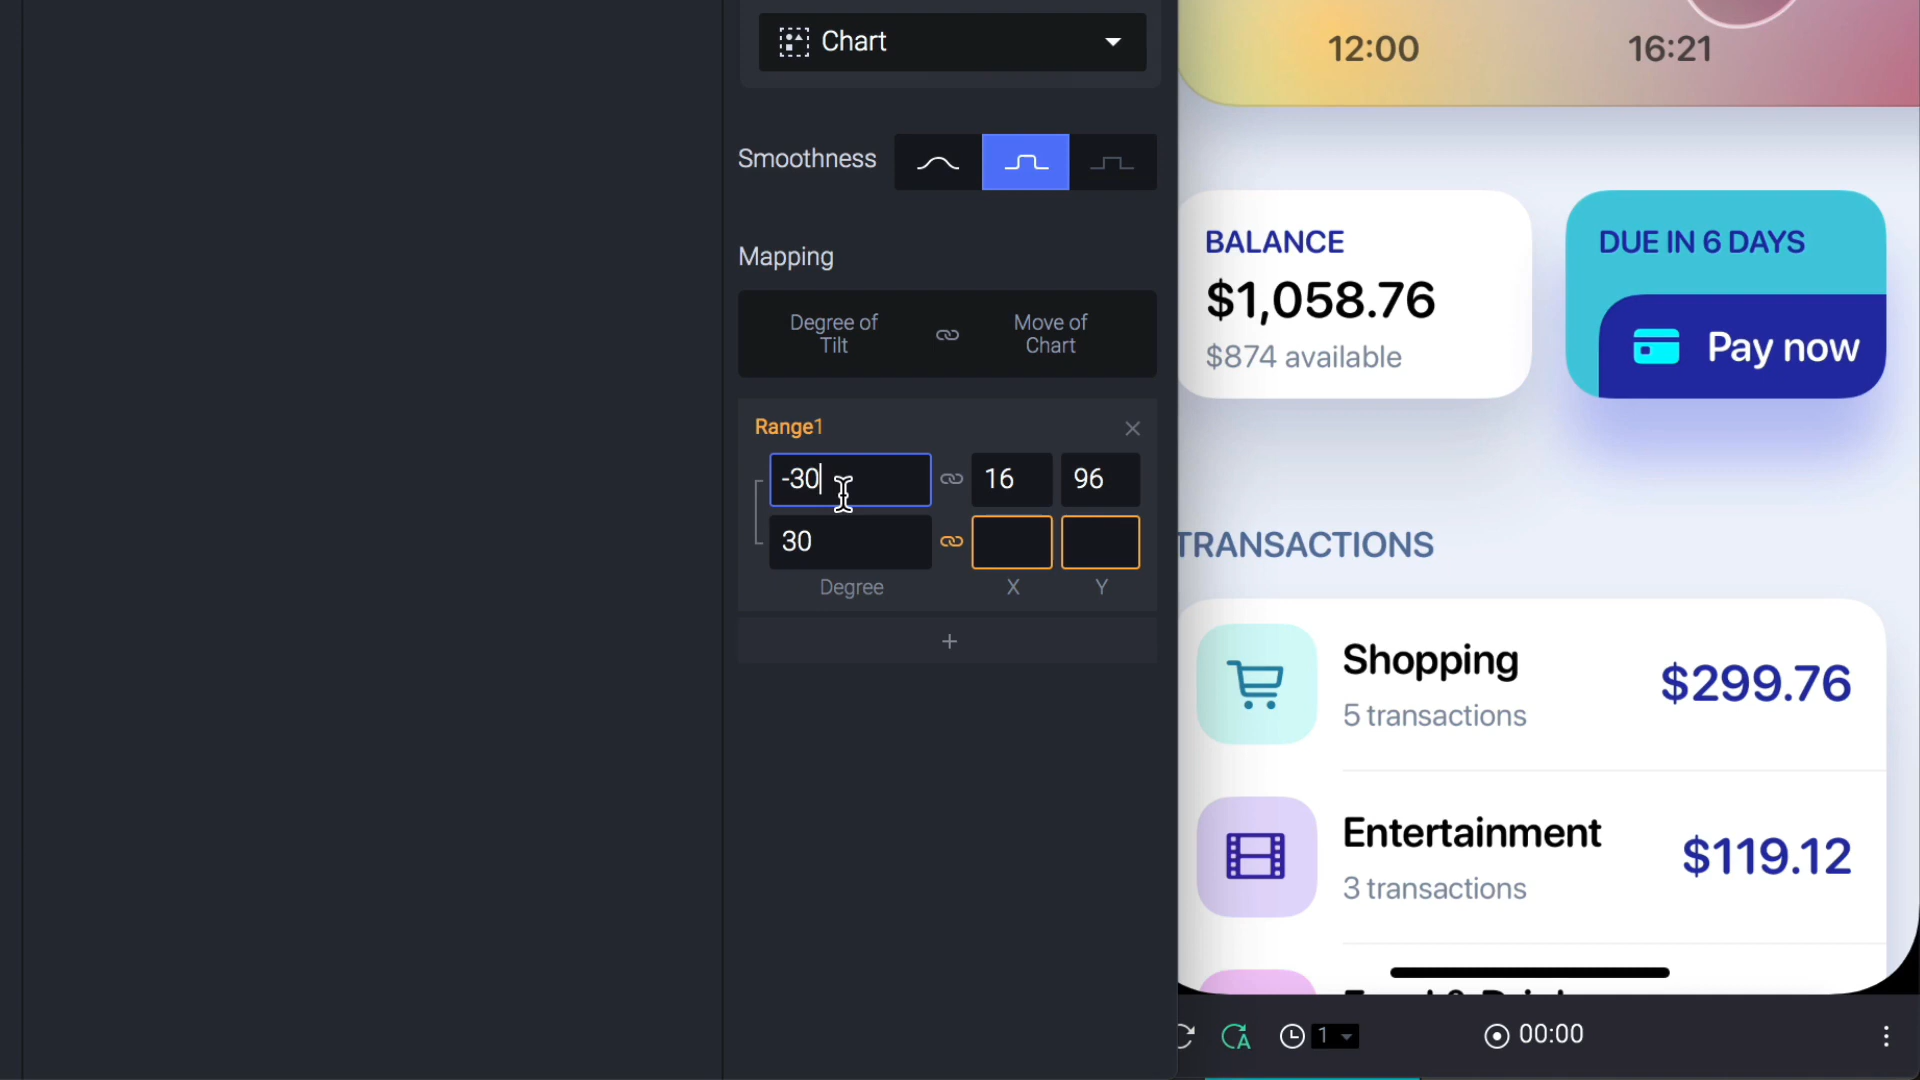 Chart
12:00
16:21
Smoothness
Mapping
Degree of
Tilt
Move of
Chart
Range1
-30
16
96
30
Degree
X
Y
+
BALANCE
$1,058.76
$874 available
DUE IN 6 DAYS
Pay now
TRANSACTIONS
Shopping
5 transactions
$299.76
Entertainment
3 transactions
$119.12
A
1
00:00